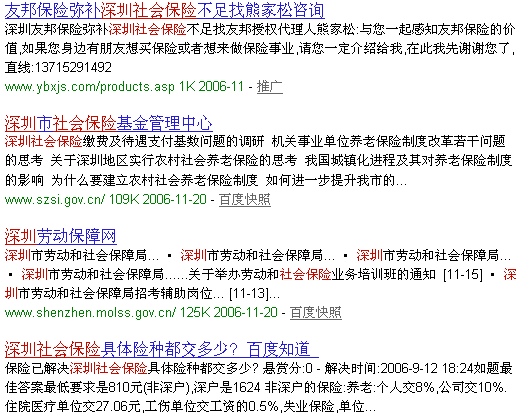 友邦保险弥补深圳社会保险不足找熊家松咨询
深圳友邦保险弥补深圳社会保险不足找友邦授权代理人熊家松:与您一起感知友邦保险的价
值,如果您身边有朋友想买保险或者想来做保险事业,请您一定介绍给我,在此我先谢谢您了,
直线:13715291492
www.ybxjs.com/products.asp 1K 2006-11 - 推广
深圳市社会保险基金管理中心
深圳社会保险缴费及待遇支付基数问题的调研 机关事业单位养老保险制度改革若干问题
的思考 关于深圳地区实行农村社会养老保险的思考 我国城镇化进程及其对养老保险制度
的影响 为什么要建立农村社会养老保险制度 如何进一步提升我市的...
www.szsi.gov.cn/ 109K 2006-11-20 - 百度快照
深圳劳动保障网
深圳市劳动和社会保障局... • 深圳市劳动和社会保障局... • 深圳市劳动和社会保障局...
• 深圳市劳动和社会保障局......关于举办劳动和社会保险业务培训班的通知 [11-15] • 深
圳市劳动和社会保障局招考辅助岗位... [11-13]...
www.shenzhen.molss.gov.cn/ 125K 2006-11-20 - 百度快照
深圳社会保险具体险种都交多少? 百度知道
保险已解决深圳社会保险具体险种都交多少? 悬赏分:0 - 解决时间:2006-9-12 18:24如题最
佳答案最低要求是810元(非深户),深户是1624 非深户的保险:养老:个人交8%,公司交10%.
住院医疗单位交27.06元,工伤单位交工资的0.5%,失业保险,单位...